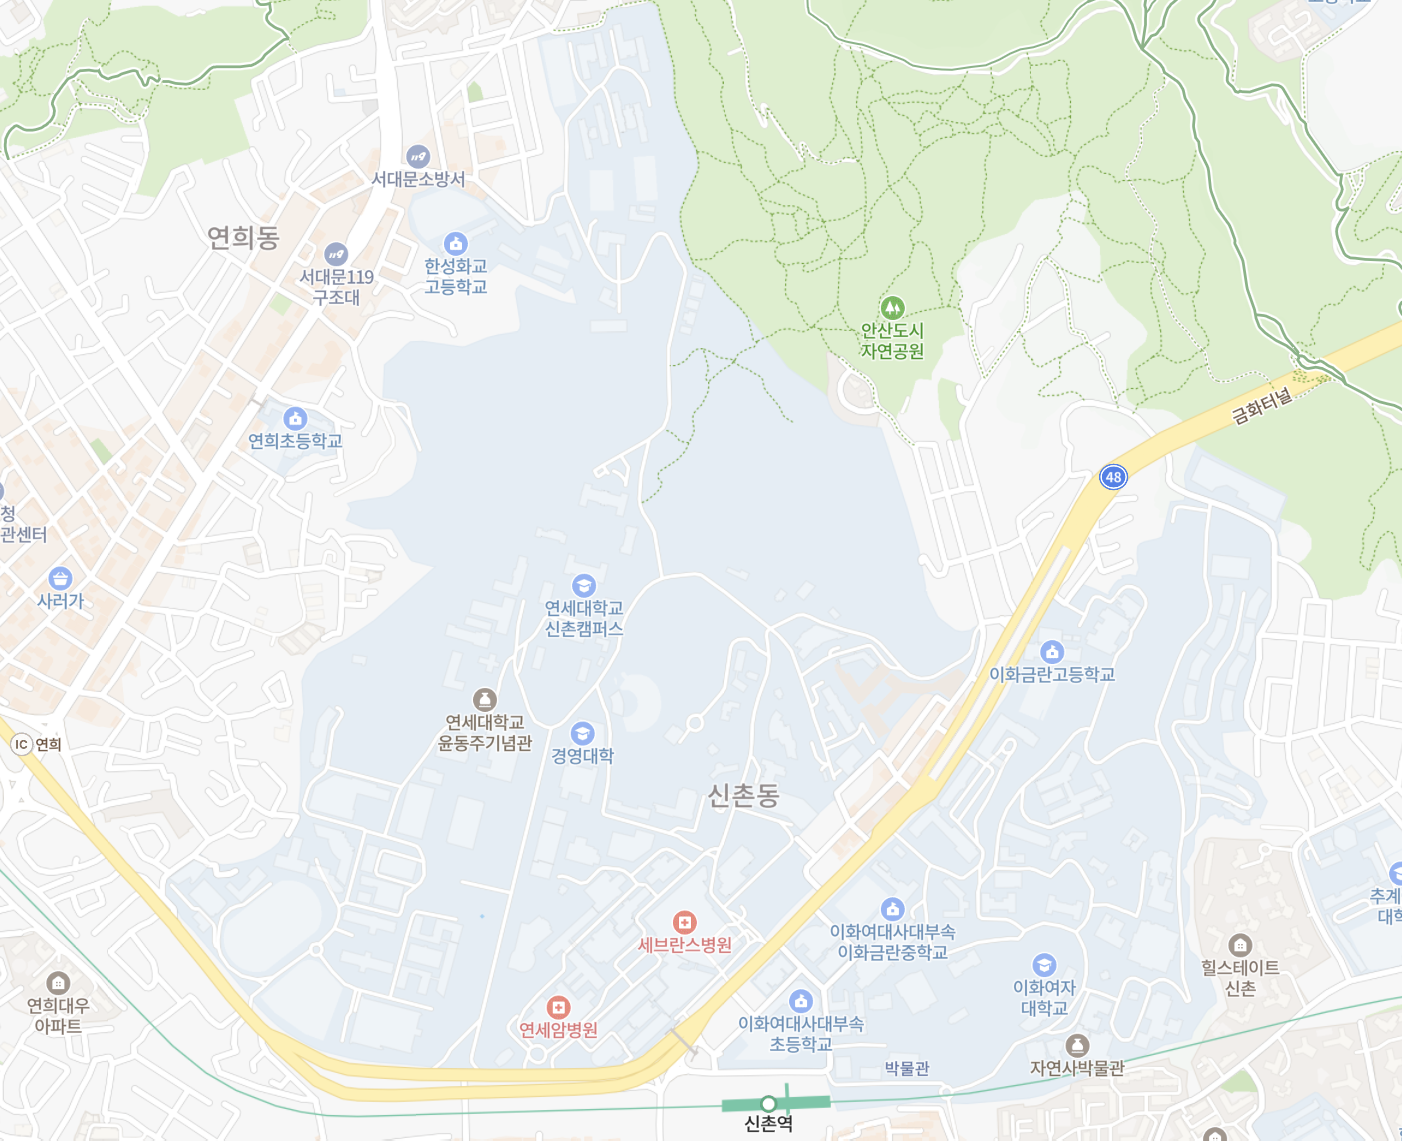 119
서대문소방서
연희동
한성화교
고등학교
119
서대문119
구조대
안산도시
자연공원
금화터널
48
연희초등학교
청
관센터
사러가
연세대학교
신촌캠퍼스
이화금란고등학교
연세대학교
윤동주기념관
IC 연희
경영대학
신촌동
추계
대학
이화여대사대부속
이화금란중학교
세브란스병원
힐스테이트
신촌
이화여자
대학교
연희대우
아파트
연세암병원
이화여대사대부속
초등학교
박물관
자연사박물관
신촌역